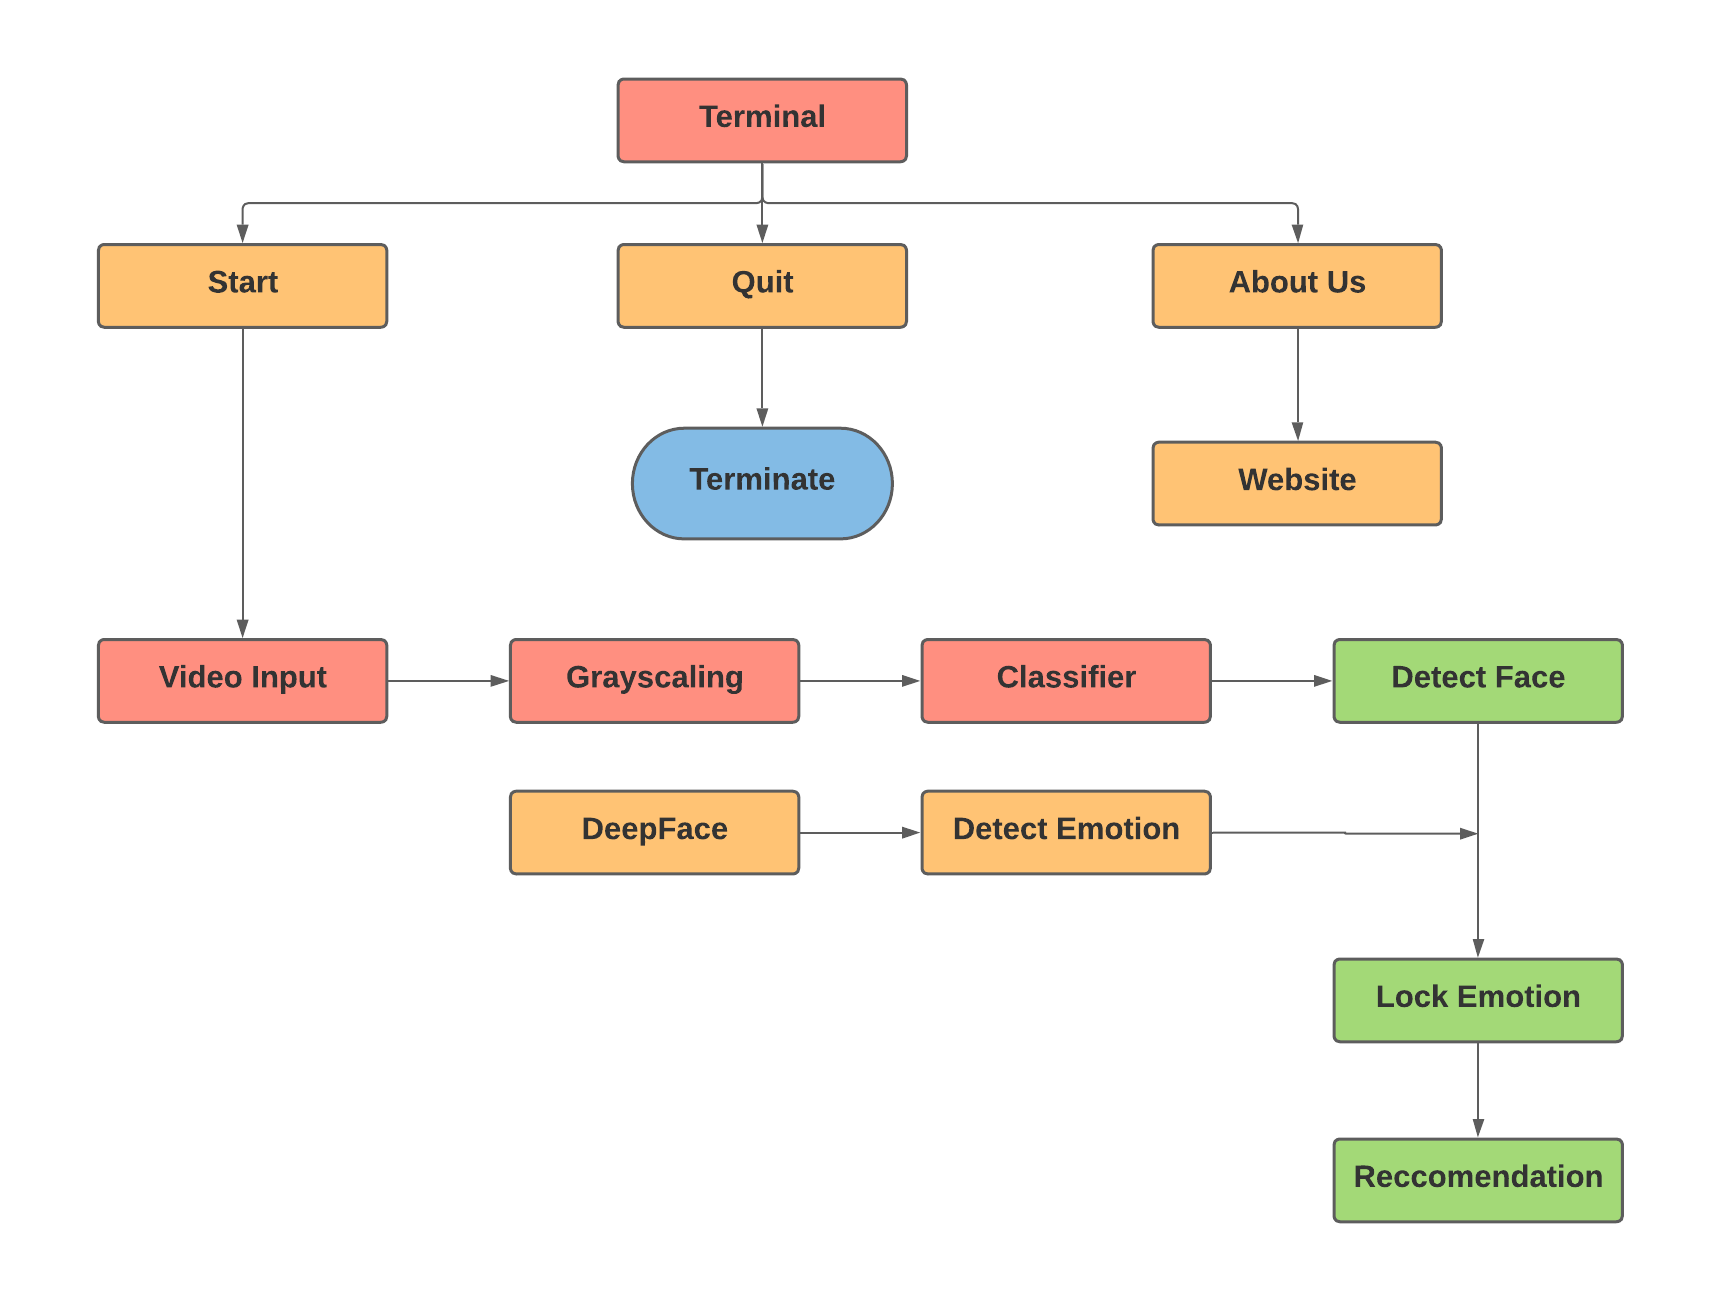 Terminal
Start
Quit
About Us
Terminate
Website
Video Input
Grayscaling
Classifier
Detect Face
DeepFace
Detect Emotion
Lock Emotion
Reccomendation